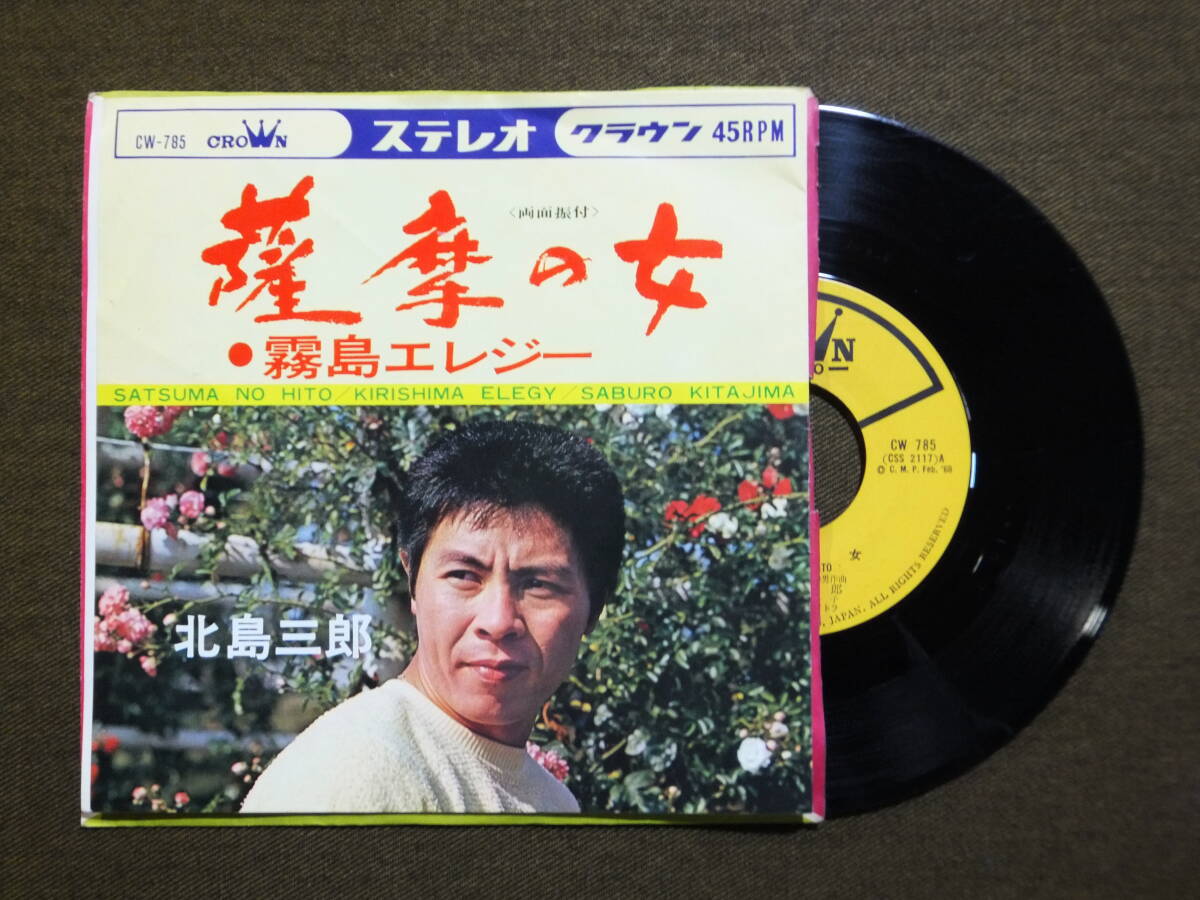 CW-785 CROWN ステレオ クラウン 45RPM
<両面振付>
薩摩の女
•霧島エレジー
SATSUMA NO HITO/KIRISHIMA ELEGY/SABURO KITAJIMA
北島三郎
CW 785
(CSS 2117)A
Ⓒ C. M. P. Feb. '68
女
JAPAN. ALL RIGHTS RESERVED